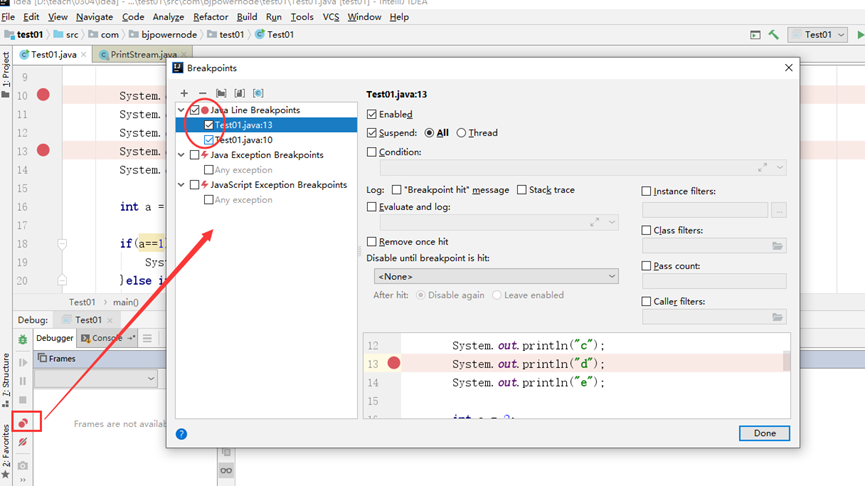 Idea [D:\teach\0304\idea] - ...\test01\src\com\bjpowernode\test01\Test01.java [test01] - IntelliJ IDEA
File Edit View Navigate Code Analyze Refactor Build Run Tools VCS Window Help
test01 src com bjpowernode test01 Test01 Test01
Test01.java PrintStream.java
1: Project
7: Structure
2: Favorites
9
10 System.
11 System.
12 System.
13 System.
14 System.
15
16 int a =
17
18 if(a==1
19 Sys
20 }else i
Test01 main()
Debug: Test01
Debugger Console
Frames
Frames are not availab
Breakpoints
Java Line Breakpoints
Test01.java:13
Test01.java:10
Java Exception Breakpoints
Any exception
JavaScript Exception Breakpoints
Any exception
Test01.java:13
Enabled
Suspend: All Thread
Condition:
Log: "Breakpoint hit" message Stack trace
Evaluate and log:
Remove once hit
Disable until breakpoint is hit:
<None>
After hit: Disable again Leave enabled
Instance filters:
Class filters:
Pass count:
Caller filters:
12 System.out.println("c");
13 System.out.println("d");
14 System.out.println("e");
15
Done